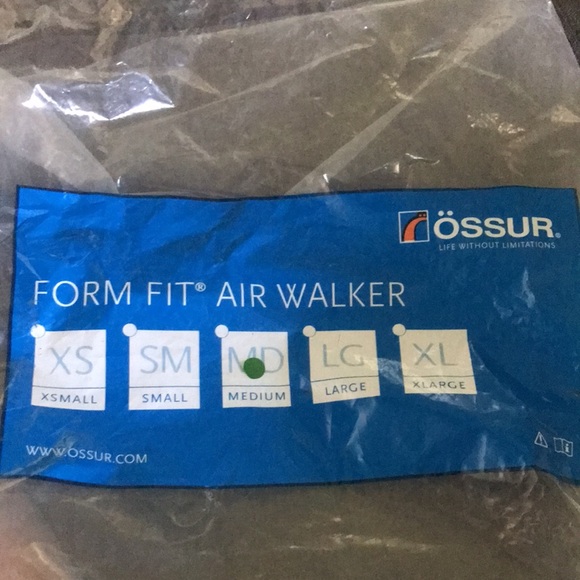 ÖSSUR®
LIFE WITHOUT LIMITATIONS
FORM FIT® AIR WALKER
XS SM MD LG XL
XSMALL SMALL MEDIUM LARGE XLARGE
WWW.OSSUR.COM